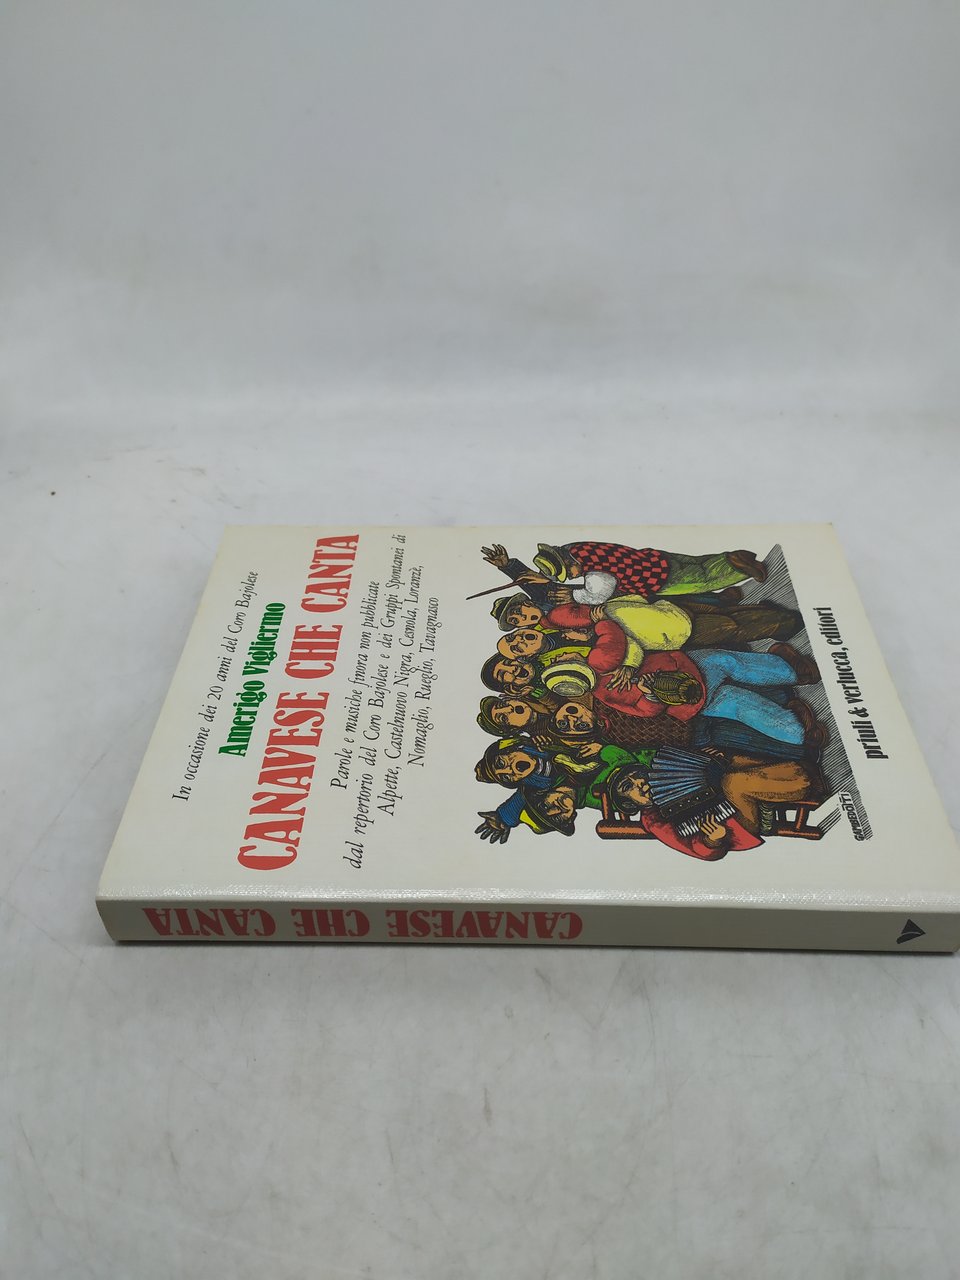 In occasione dei 20 anni del Coro Bajolese
Amerigo Vigliermo
CANAVESE CHE CANTA
Parole e musiche finora non pubblicate
dal repertorio del Coro Bajolese e dei Gruppi Spontanei di
Alpette, Castelnuovo Nigra, Cesnola, Loranzè,
Nomaglio, Rueglio, Tavagnasco
priuli & verlucca, editori
CANAVESE CHE CANTA